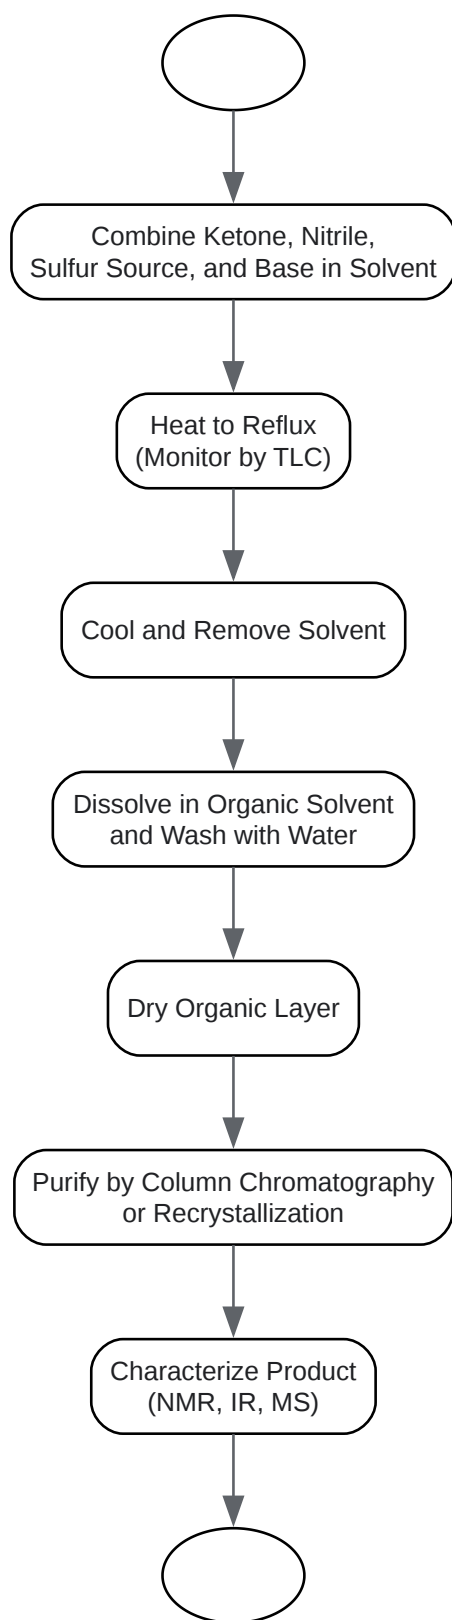 Combine Ketone, Nitrile,
Sulfur Source, and Base in Solvent
Heat to Reflux
(Monitor by TLC)
Cool and Remove Solvent
Dissolve in Organic Solvent
and Wash with Water
Dry Organic Layer
Purify by Column Chromatography
or Recrystallization
Characterize Product
(NMR, IR, MS)